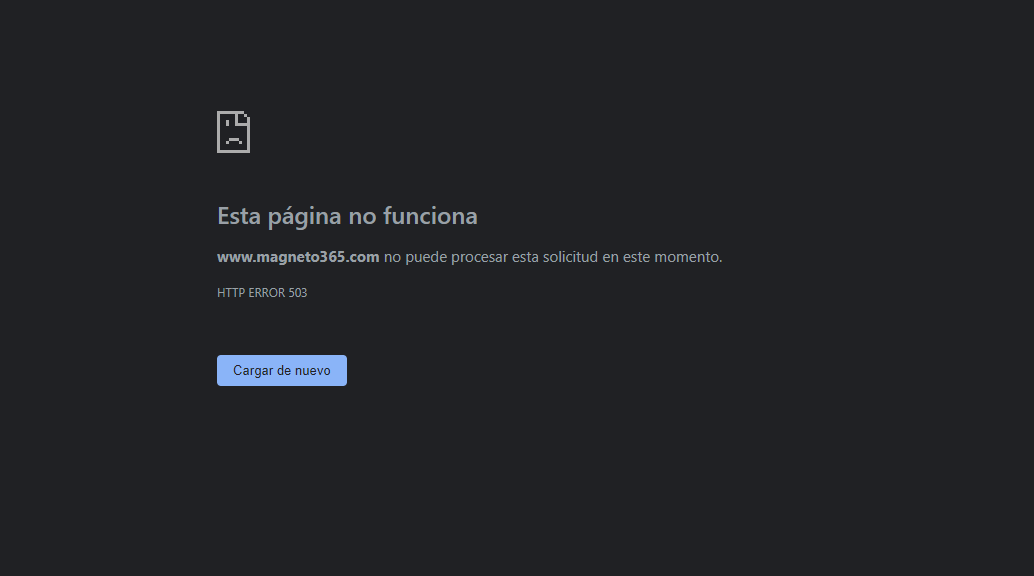 Esta página no funciona
www.magneto365.com no puede procesar esta solicitud en este momento.
HTTP ERROR 503
Cargar de nuevo